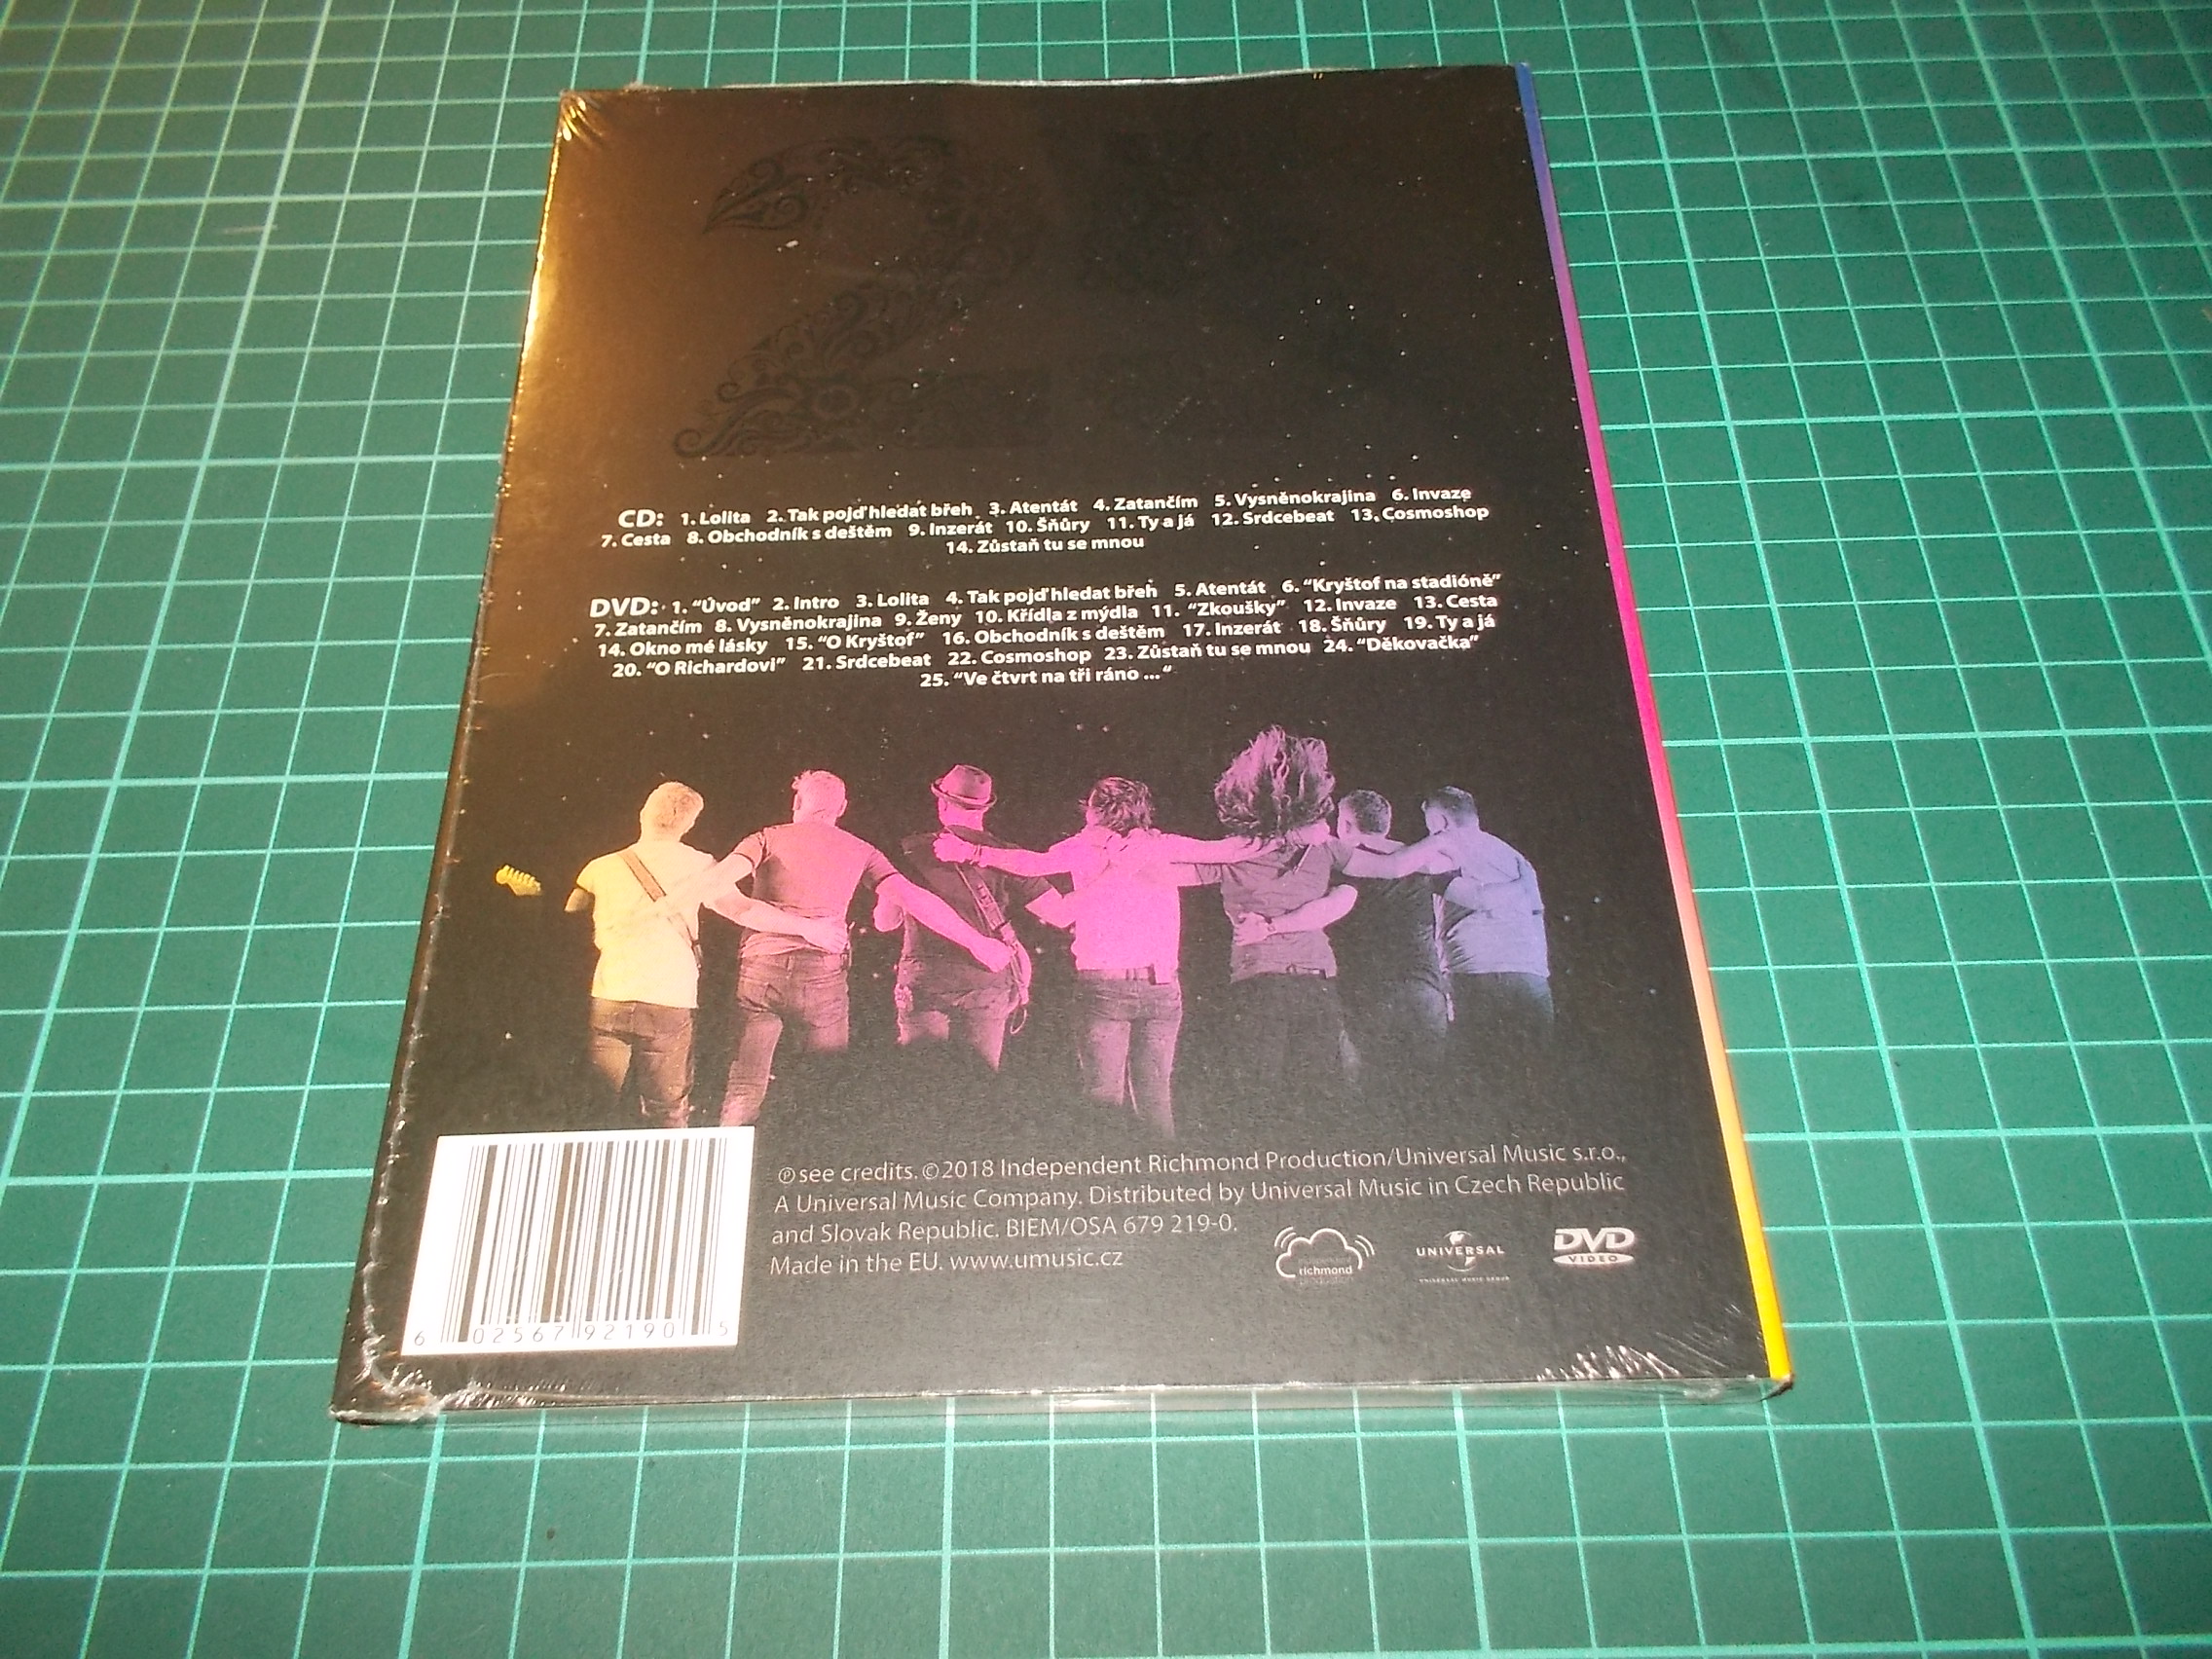 CD: 1. Lolita 2. Tak pojď hledat břeh 3. Atentát 4. Zatančím 5. Vysněnokrajina 6. Invaze
7. Cesta 8. Obchodník s deštěm 9. Inzerát 10. Šňůry 11. Ty a já 12. Srdcebeat 13. Cosmoshop
14. Zůstaň tu se mnou
DVD: 1. “Úvod” 2. Intro 3. Lolita 4. Tak pojď hledat břeh 5. Atentát 6. “Kryštof na stadióně”
7. Zatančím 8. Vysněnokrajina 9. Ženy 10. Křídla z mýdla 11. “Zkoušky” 12. Invaze 13. Cesta
14. Okno mé lásky 15. “O Kryštof” 16. Obchodník s deštěm 17. Inzerát 18. Šňůry 19. Ty a já
20. “O Richardovi” 21. Srdcebeat 22. Cosmoshop 23. Zůstaň tu se mnou 24. “Děkovačka”
25. “Ve čtvrt na tři ráno ...“
℗ see credits. © 2018 Independent Richmond Production/Universal Music s.r.o.,
A Universal Music Company. Distributed by Universal Music in Czech Republic
and Slovak Republic. BIEM/OSA 679 219-0.
Made in the EU. www.umusic.cz
richmond
UNIVERSAL
UNIVERSAL MUSIC GROUP
DVD
VIDEO
6 02567 92190 5